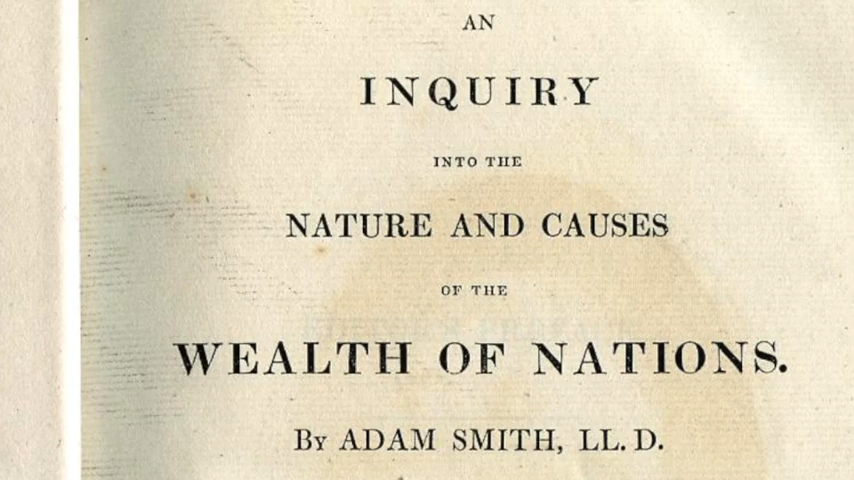 AN
INQUIRY
INTO THE
NATURE AND CAUSES
OF THE
WEALTH OF NATIONS.
By ADAM SMITH, LL. D.